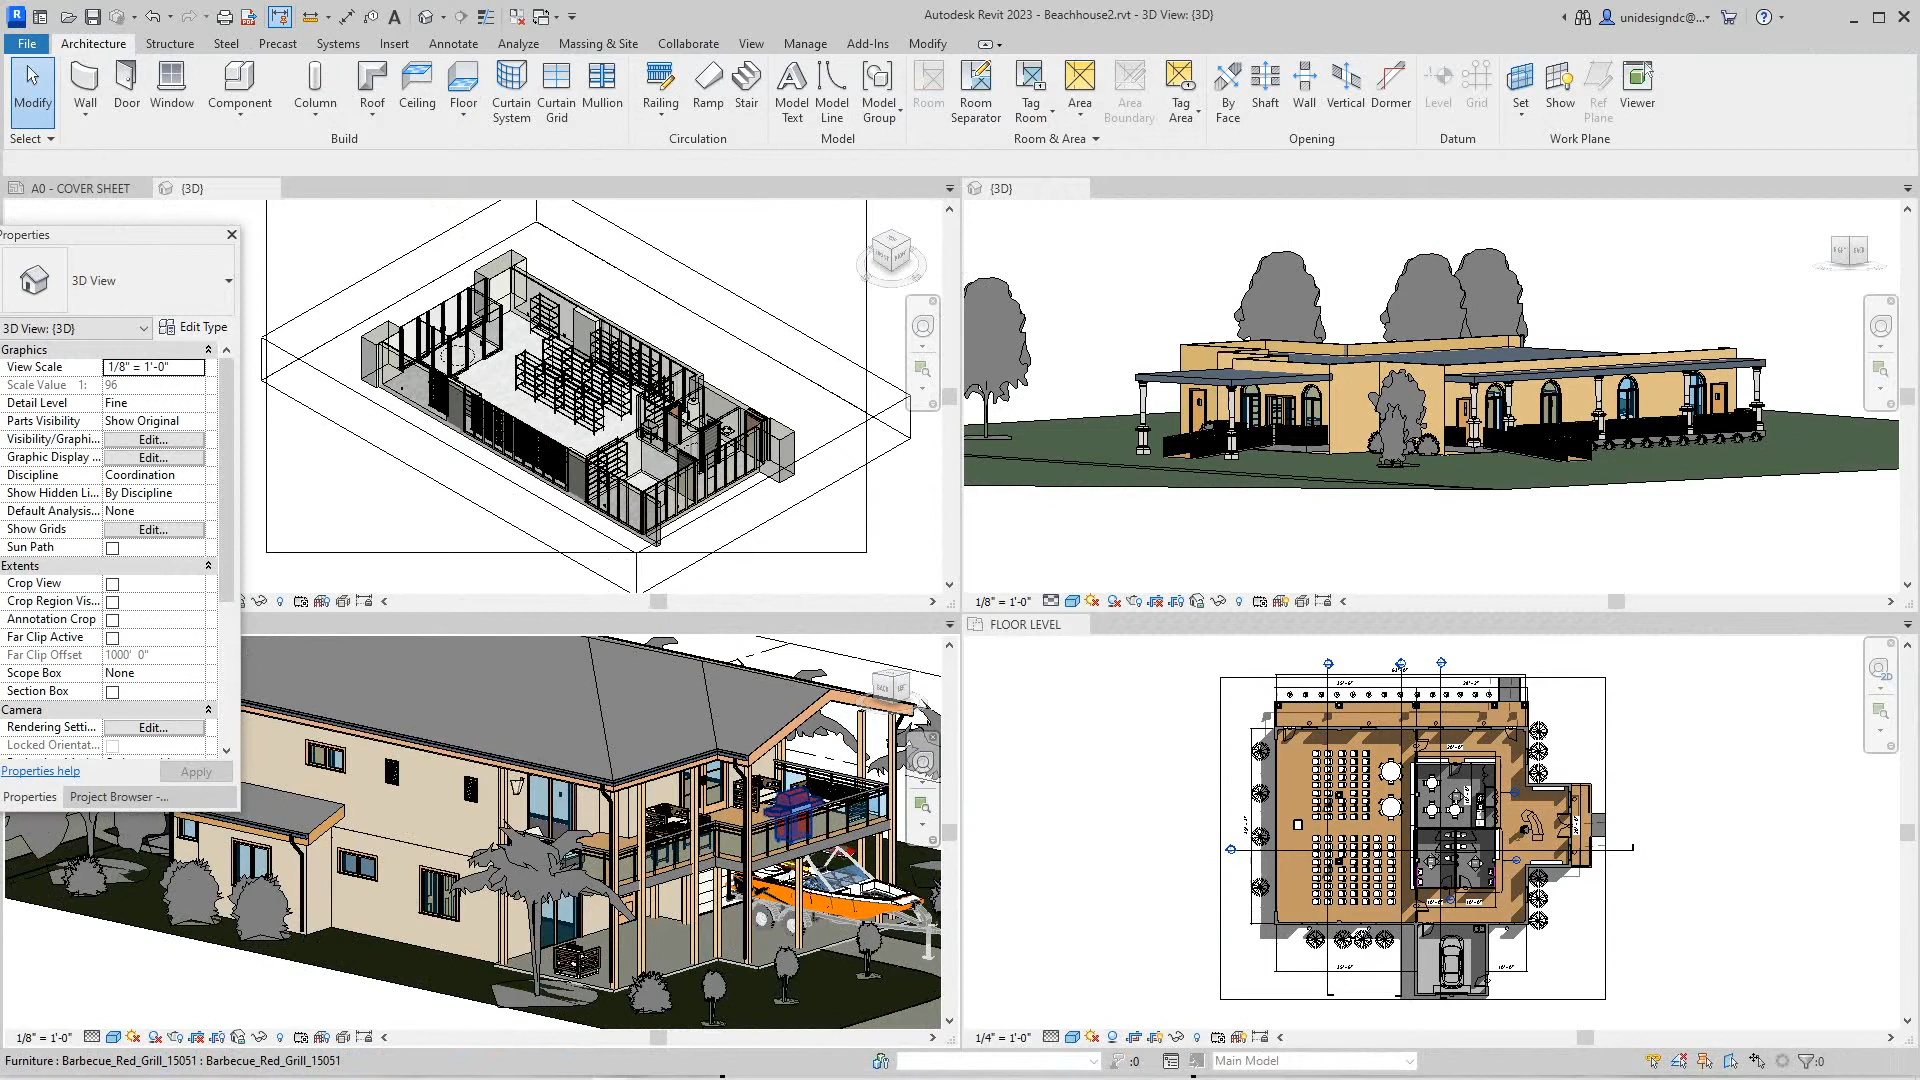 Autodesk Revit 2023 - Beachhouse2.rvt - 3D View: {3D}
unidesigndc@...
File Architecture Structure Steel Precast Systems Insert Annotate Analyze Massing & Site Collaborate View Manage Add-Ins Modify
Modify Wall Door Window Component Column Roof Ceiling Floor Curtain System Curtain Grid Mullion Railing Ramp Stair Model Text Model Line Model Group Room Room Separator Tag Room Area Area Boundary Tag Area By Face Shaft Wall Vertical Dormer Level Grid Set Show Ref Plane Viewer
Select Build Circulation Model Room & Area Opening Datum Work Plane
A0 - COVER SHEET {3D} {3D}
Properties
3D View
3D View: {3D} Edit Type
Graphics
View Scale 1/8" = 1'-0"
Scale Value 1: 96
Detail Level Fine
Parts Visibility Show Original
Visibility/Graphi... Edit...
Graphic Display ... Edit...
Discipline Coordination
Show Hidden Li... By Discipline
Default Analysis... None
Show Grids Edit...
Sun Path
Extents
Crop View
Crop Region Vis...
Annotation Crop
Far Clip Active
Far Clip Offset 1000' 0"
Scope Box None
Section Box
Camera
Rendering Setti... Edit...
Locked Orientat...
Properties help Apply
Properties Project Browser -...
1/8" = 1'-0"
FLOOR LEVEL
2D
1/8" = 1'-0"
1/4" = 1'-0"
Furniture : Barbecue_Red_Grill_15051 : Barbecue_Red_Grill_15051
:0
Main Model
:0